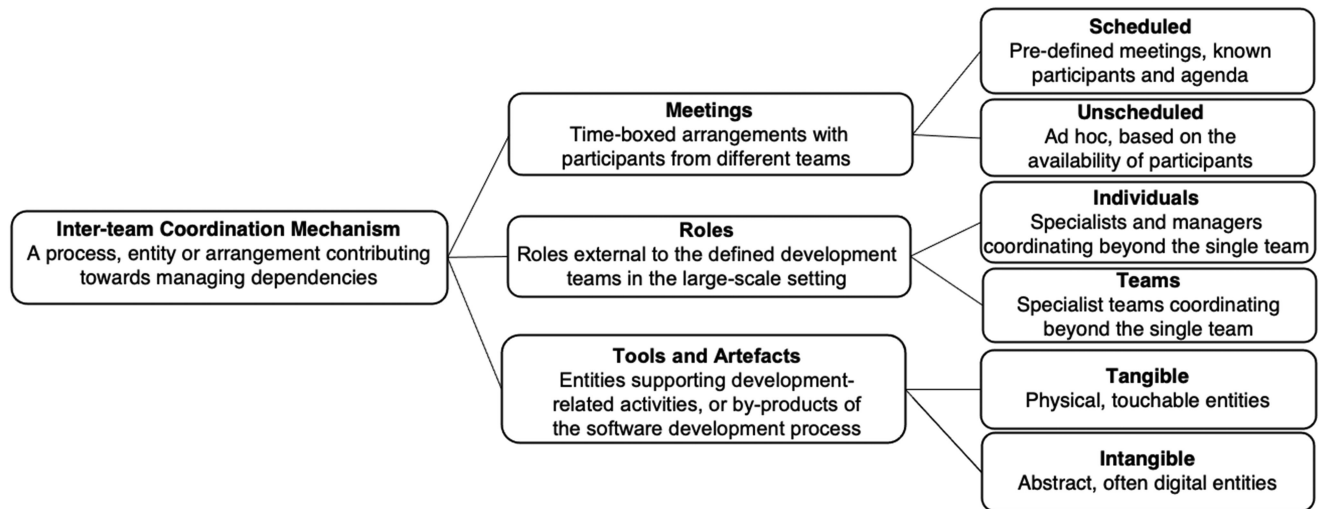 Inter-team Coordination Mechanism
A process, entity or arrangement contributing
towards managing dependencies
Meetings
Time-boxed arrangements with
participants from different teams
Scheduled
Pre-defined meetings, known
participants and agenda
Unscheduled
Ad hoc, based on the
availability of participants
Roles
Roles external to the defined development
teams in the large-scale setting
Individuals
Specialists and managers
coordinating beyond the single team
Teams
Specialist teams coordinating
beyond the single team
Tools and Artefacts
Entities supporting development-
related activities, or by-products of
the software development process
Tangible
Physical, touchable entities
Intangible
Abstract, often digital entities